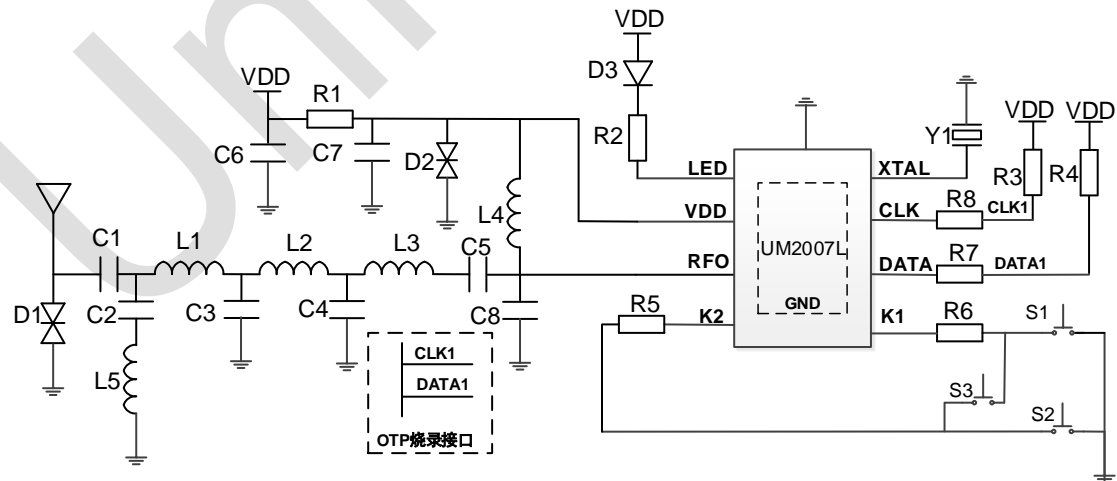 VDD
D3
R2
VDD
R1
C6
C7
D2
L4
LED
VDD
RFO
K2
UM2007L
GND
XTAL
CLK
DATA
K1
Y1
VDD
VDD
R3
R4
R8
CLK1
R7
DATA1
R6
S1
S3
S2
R5
C1
L1
L2
L3
C5
D1
C2
C3
C4
C8
L5
CLK1
DATA1
OTP烧录接口
Uni